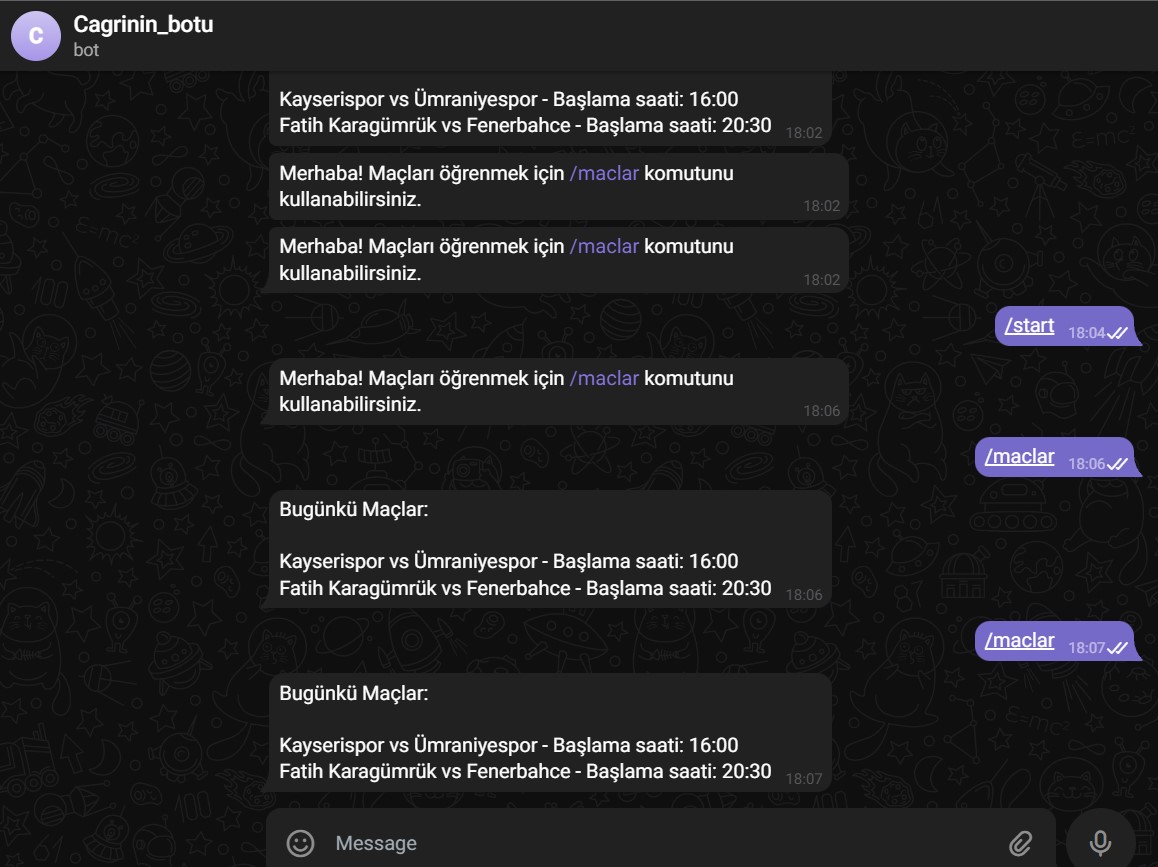 C
Cagrinin_botu
bot
Kayserispor vs Ümraniyespor - Başlama saati: 16:00
Fatih Karagümrük vs Fenerbahce - Başlama saati: 20:30 18:02
Merhaba! Maçları öğrenmek için /maclar komutunu
kullanabilirsiniz. 18:02
Merhaba! Maçları öğrenmek için /maclar komutunu
kullanabilirsiniz. 18:02
/start 18:04
Merhaba! Maçları öğrenmek için /maclar komutunu
kullanabilirsiniz. 18:06
/maclar 18:06
Bugünkü Maçlar:
Kayserispor vs Ümraniyespor - Başlama saati: 16:00
Fatih Karagümrük vs Fenerbahce - Başlama saati: 20:30 18:06
/maclar 18:07
Bugünkü Maçlar:
Kayserispor vs Ümraniyespor - Başlama saati: 16:00
Fatih Karagümrük vs Fenerbahce - Başlama saati: 20:30 18:07
Message